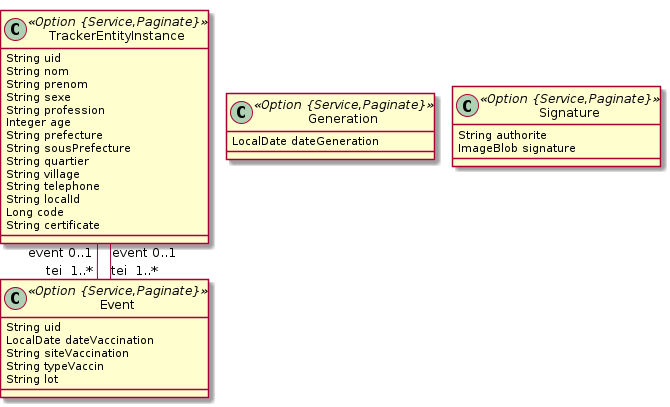 C «Option {Service,Paginate}»
TrackerEntityInstance
String uid
String nom
String prenom
String sexe
String profession
Integer age
String prefecture
String sousPrefecture
String quartier
String village
String telephone
String localId
Long code
String certificate
C «Option {Service,Paginate}»
Generation
LocalDate dateGeneration
C «Option {Service,Paginate}»
Signature
String authorite
ImageBlob signature
event 0..1 event 0..1
tei 1..* tei 1..*
C «Option {Service,Paginate}»
Event
String uid
LocalDate dateVaccination
String siteVaccination
String typeVaccin
String lot